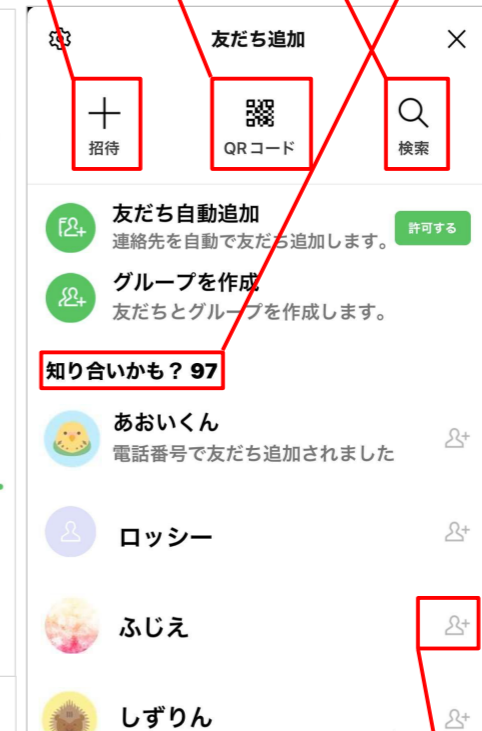 友だち追加
招待
QRコード
検索
友だち自動追加
連絡先を自動で友だち追加します。
許可する
グループを作成
友だちとグループを作成します。
知り合いかも？97
あおいくん
電話番号で友だち追加されました
ロッシー
ふじえ
しずりん